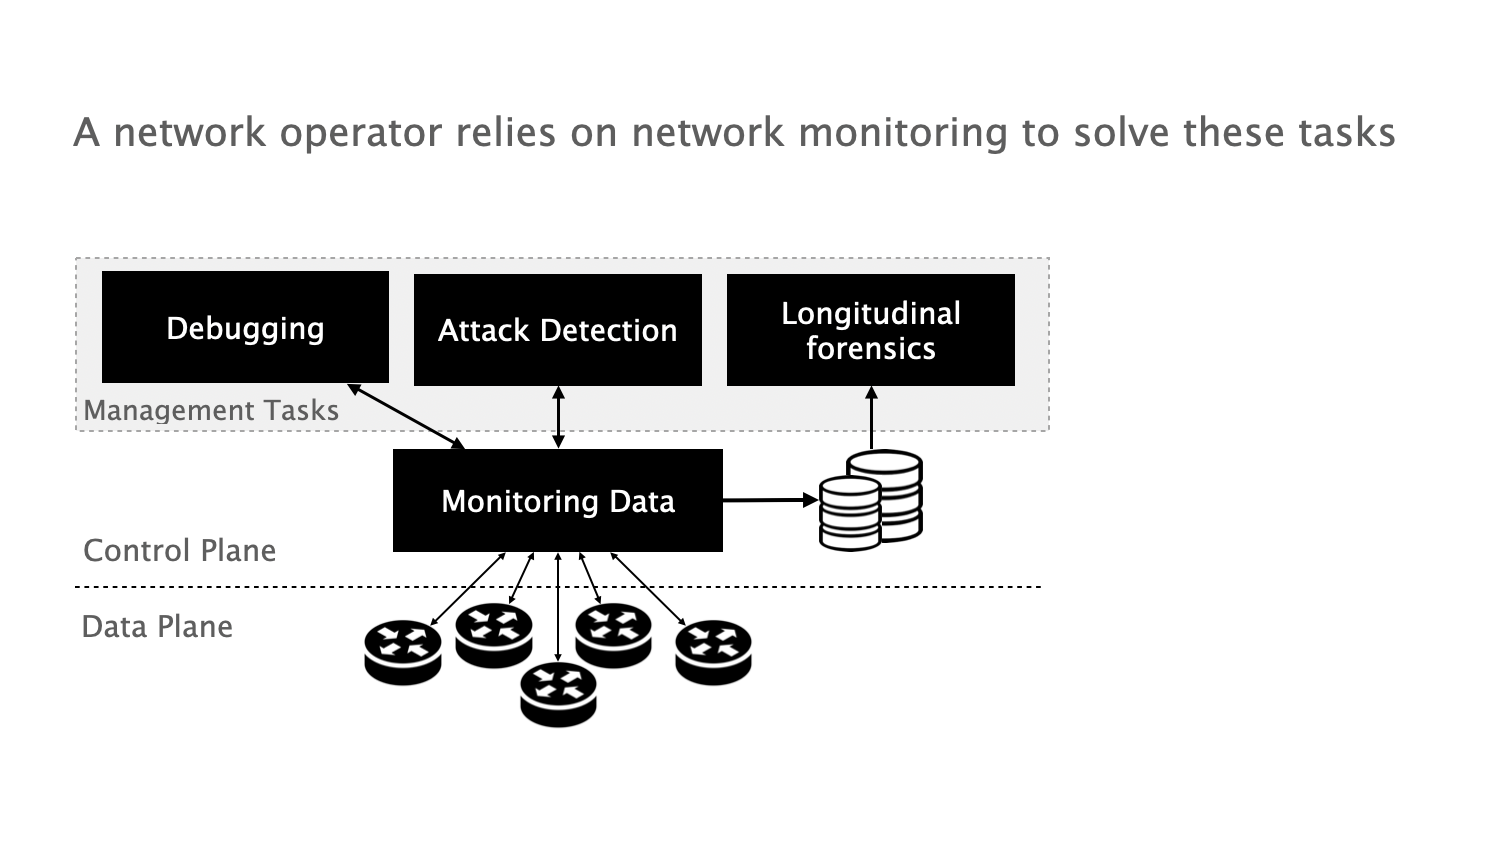 A network operator relies on network monitoring to solve these tasks
Debugging
Attack Detection
Longitudinal
forensics
Management Tasks
Monitoring Data
Control Plane
Data Plane